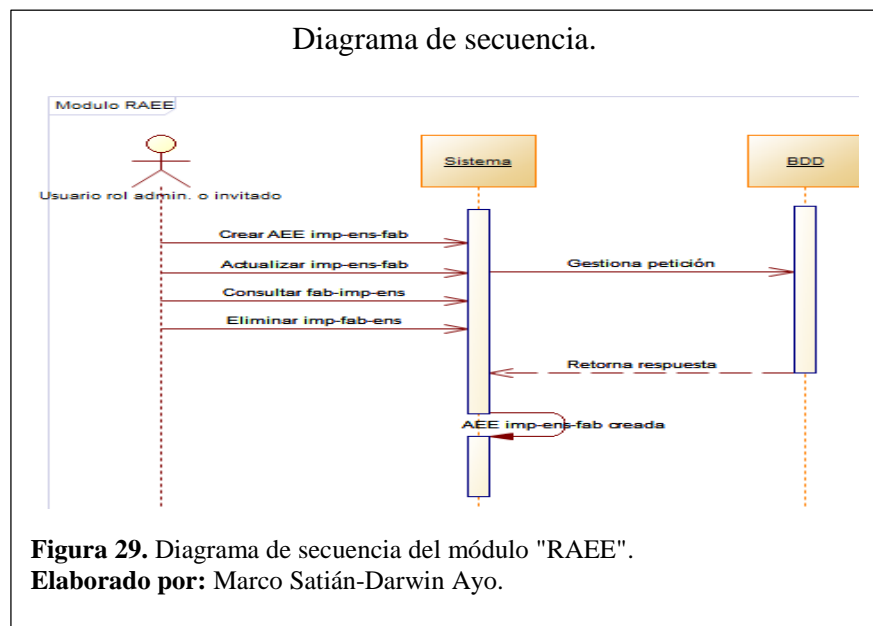 Diagrama de secuencia.
Modulo RAEE
Sistema
BDD
Usuario rol admin. o invitado
Crear AEE imp-ens-fab
Actualizar imp-ens-fab
Gestiona petición
Consultar fab-imp-ens
Eliminar imp-fab-ens
Retorna respuesta
AEE imp-ens-fab creada
Figura 29. Diagrama de secuencia del módulo "RAEE".
Elaborado por: Marco Satián-Darwin Ayo.